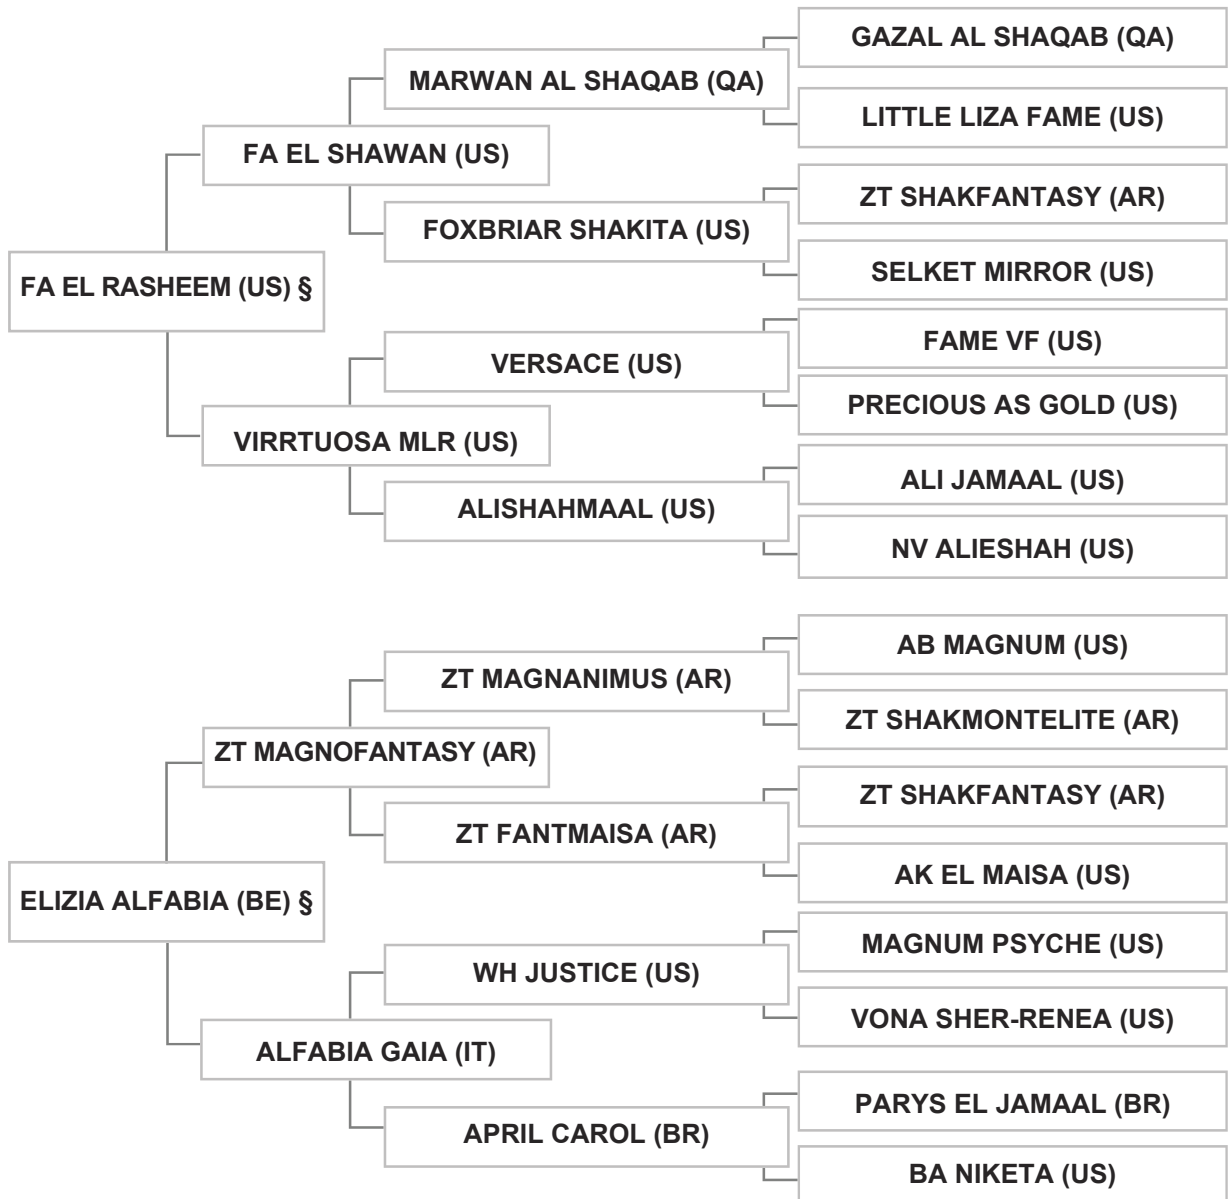 GAZAL AL SHAQAB (QA)
MARWAN AL SHAQAB (QA)
LITTLE LIZA FAME (US)
FA EL SHAWAN (US)
ZT SHAKFANTASY (AR)
FOXBRIAR SHAKITA (US)
SELKET MIRROR (US)
FA EL RASHEEM (US) §
FAME VF (US)
VERSACE (US)
PRECIOUS AS GOLD (US)
VIRRTUOSA MLR (US)
ALI JAMAAL (US)
ALISHAHMAAL (US)
NV ALIESHAH (US)
AB MAGNUM (US)
ZT MAGNANIMUS (AR)
ZT SHAKMONTELITE (AR)
ZT MAGNOFANTASY (AR)
ZT SHAKFANTASY (AR)
ZT FANTMAISA (AR)
AK EL MAISA (US)
ELIZIA ALFABIA (BE) §
MAGNUM PSYCHE (US)
WH JUSTICE (US)
VONA SHER-RENEA (US)
ALFABIA GAIA (IT)
PARYS EL JAMAAL (BR)
APRIL CAROL (BR)
BA NIKETA (US)